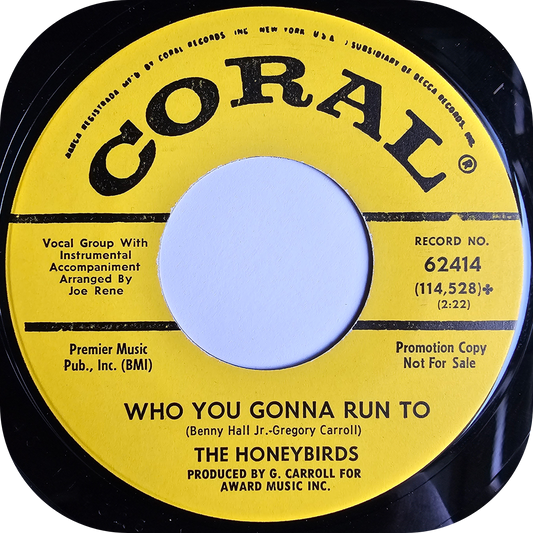 MARCA REGISTRADA MF'D BY CORAL RECORDS INC NEW YORK U.S.A. / SUBSIDIARY OF DECCA RECORDS, INC.
CORAL®
Vocal Group With
Instrumental
Accompaniment
Arranged By
Joe Rene
RECORD NO.
62414
(114,528)✚
(2:22)
Premier Music
Pub., Inc. (BMI)
Promotion Copy
Not For Sale
WHO YOU GONNA RUN TO
(Benny Hall Jr.-Gregory Carroll)
THE HONEYBIRDS
PRODUCED BY G. CARROLL FOR
AWARD MUSIC INC.